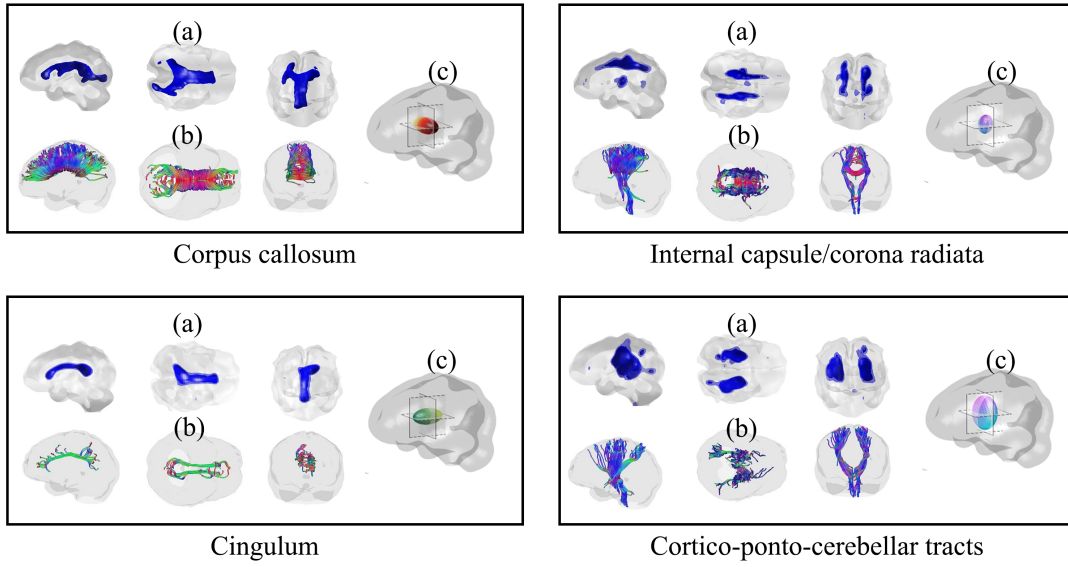 (a)
(c)
(b)
Corpus callosum
(a)
(c)
(b)
Internal capsule/corona radiata
(a)
(c)
(b)
Cingulum
(a)
(c)
(b)
Cortico-ponto-cerebellar tracts